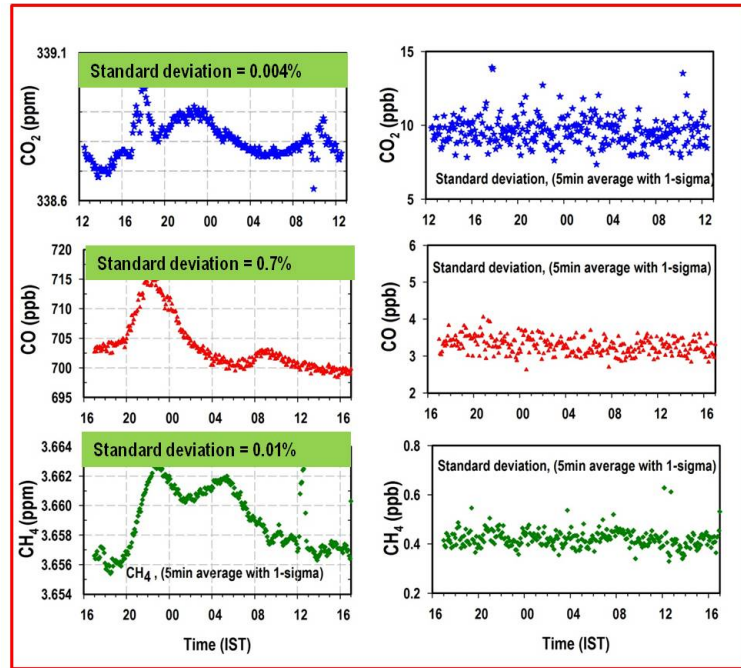 339.1
Standard deviation = 0.004%
CO₂ (ppm)
338.6
12 16 20 00 04 08 12
15
10
5
CO₂ (ppb)
Standard deviation, (5min average with 1-sigma)
12 16 20 00 04 08 12
720
715
710
705
700
695
Standard deviation = 0.7%
CO (ppb)
16 20 00 04 08 12 16
6
5
4
3
2
CO (ppb)
Standard deviation, (5min average with 1-sigma)
16 20 00 04 08 12 16
3.664
3.662
3.660
3.658
3.656
3.654
Standard deviation = 0.01%
CH₄ (ppm)
CH₄ , (5min average with 1-sigma)
16 20 00 04 08 12 16
Time (IST)
0.8
0.6
0.4
0.2
CH₄ (ppb)
Standard deviation, (5min average with 1-sigma)
16 20 00 04 08 12 16
Time (IST)